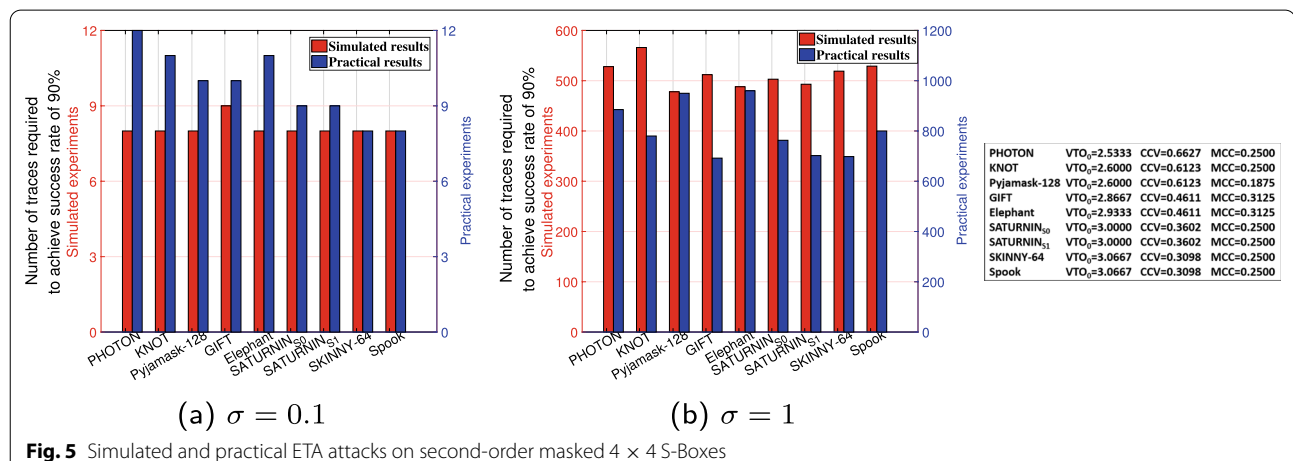 Number of traces required
to achieve success rate of 90%
Simulated experiments
12
9
6
3
0
Simulated results
Practical results
12
9
6
3
0
Practical experiments
PHOTON
KNOT
Pyjamask-128
GIFT
Elephant
SATURNIN_S0
SATURNIN_S1
SKINNY-64
Spook
(a) σ = 0.1
Number of traces required
to achieve success rate of 90%
Simulated experiments
600
500
400
300
200
100
0
Simulated results
Practical results
1200
1000
800
600
400
200
0
Practical experiments
PHOTON
KNOT
Pyjamask-128
GIFT
Elephant
SATURNIN_S0
SATURNIN_S1
SKINNY-64
Spook
(b) σ = 1
PHOTON VTO₀=2.5333 CCV=0.6627 MCC=0.2500
KNOT VTO₀=2.6000 CCV=0.6123 MCC=0.2500
Pyjamask-128 VTO₀=2.6000 CCV=0.6123 MCC=0.1875
GIFT VTO₀=2.8667 CCV=0.4611 MCC=0.3125
Elephant VTO₀=2.9333 CCV=0.4611 MCC=0.3125
SATURNIN_S0 VTO₀=3.0000 CCV=0.3602 MCC=0.2500
SATURNIN_S1 VTO₀=3.0000 CCV=0.3602 MCC=0.2500
SKINNY-64 VTO₀=3.0667 CCV=0.3098 MCC=0.2500
Spook VTO₀=3.0667 CCV=0.3098 MCC=0.2500
Fig. 5 Simulated and practical ETA attacks on second-order masked 4 × 4 S-Boxes